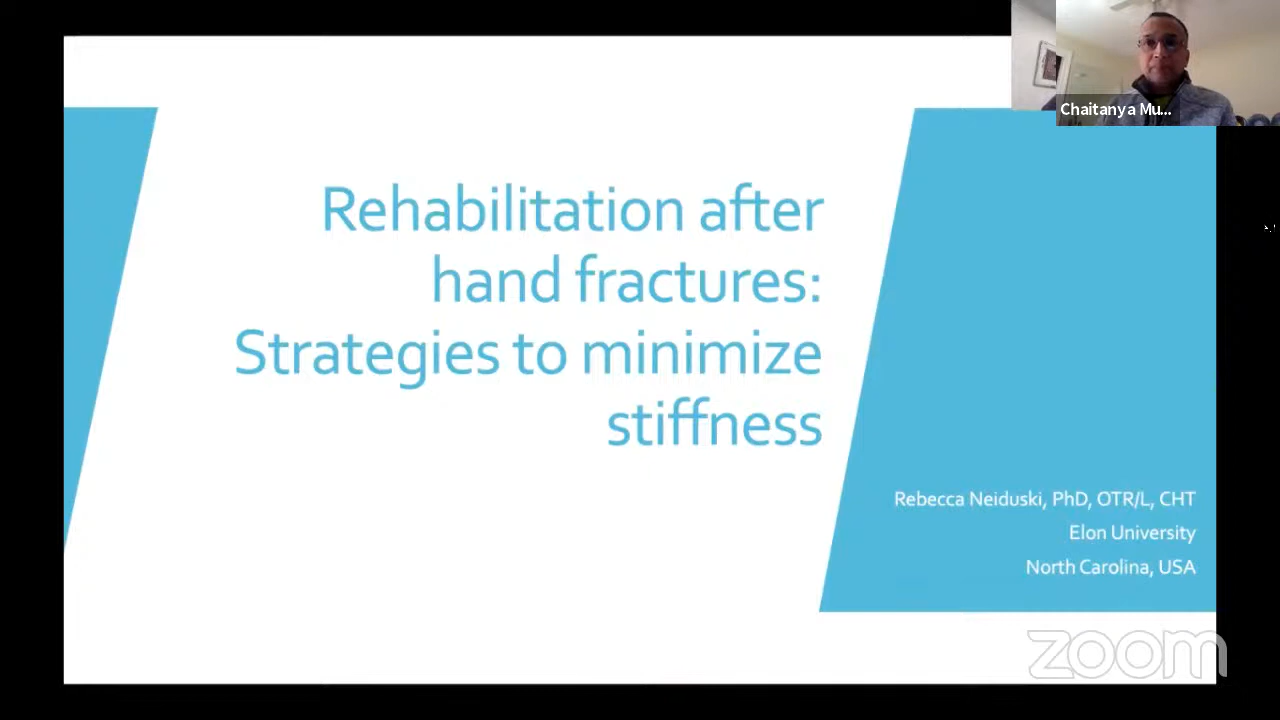 Chaitanya Mu...
Rehabilitation after
hand fractures:
Strategies to minimize
stiffness
Rebecca Neiduski, PhD, OTR/L, CHT
Elon University
North Carolina, USA
zoom